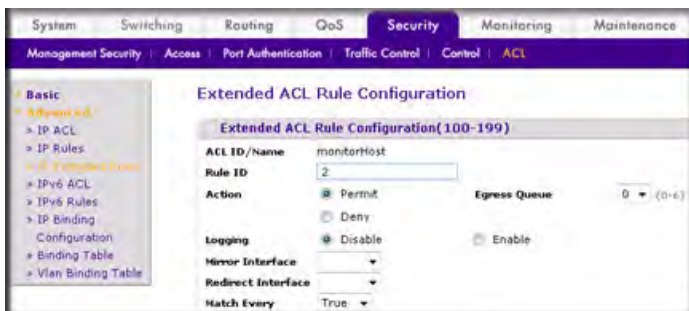 System Switching Routing QoS Security Monitoring Maintenance
Management Security Access Port Authentication Traffic Control Control ACL
Basic
Advanced
» IP ACL
» IP Rules
» IP Extended Rules
» IPv6 ACL
» IPv6 Rules
» IP Binding
Configuration
» Binding Table
» Vlan Binding Table
Extended ACL Rule Configuration
Extended ACL Rule Configuration(100-199)
ACL ID/Name monitorHost
Rule ID 2
Action Permit Egress Queue 0 (0-6)
Deny
Logging Disable Enable
Mirror Interface
Redirect Interface
Match Every True